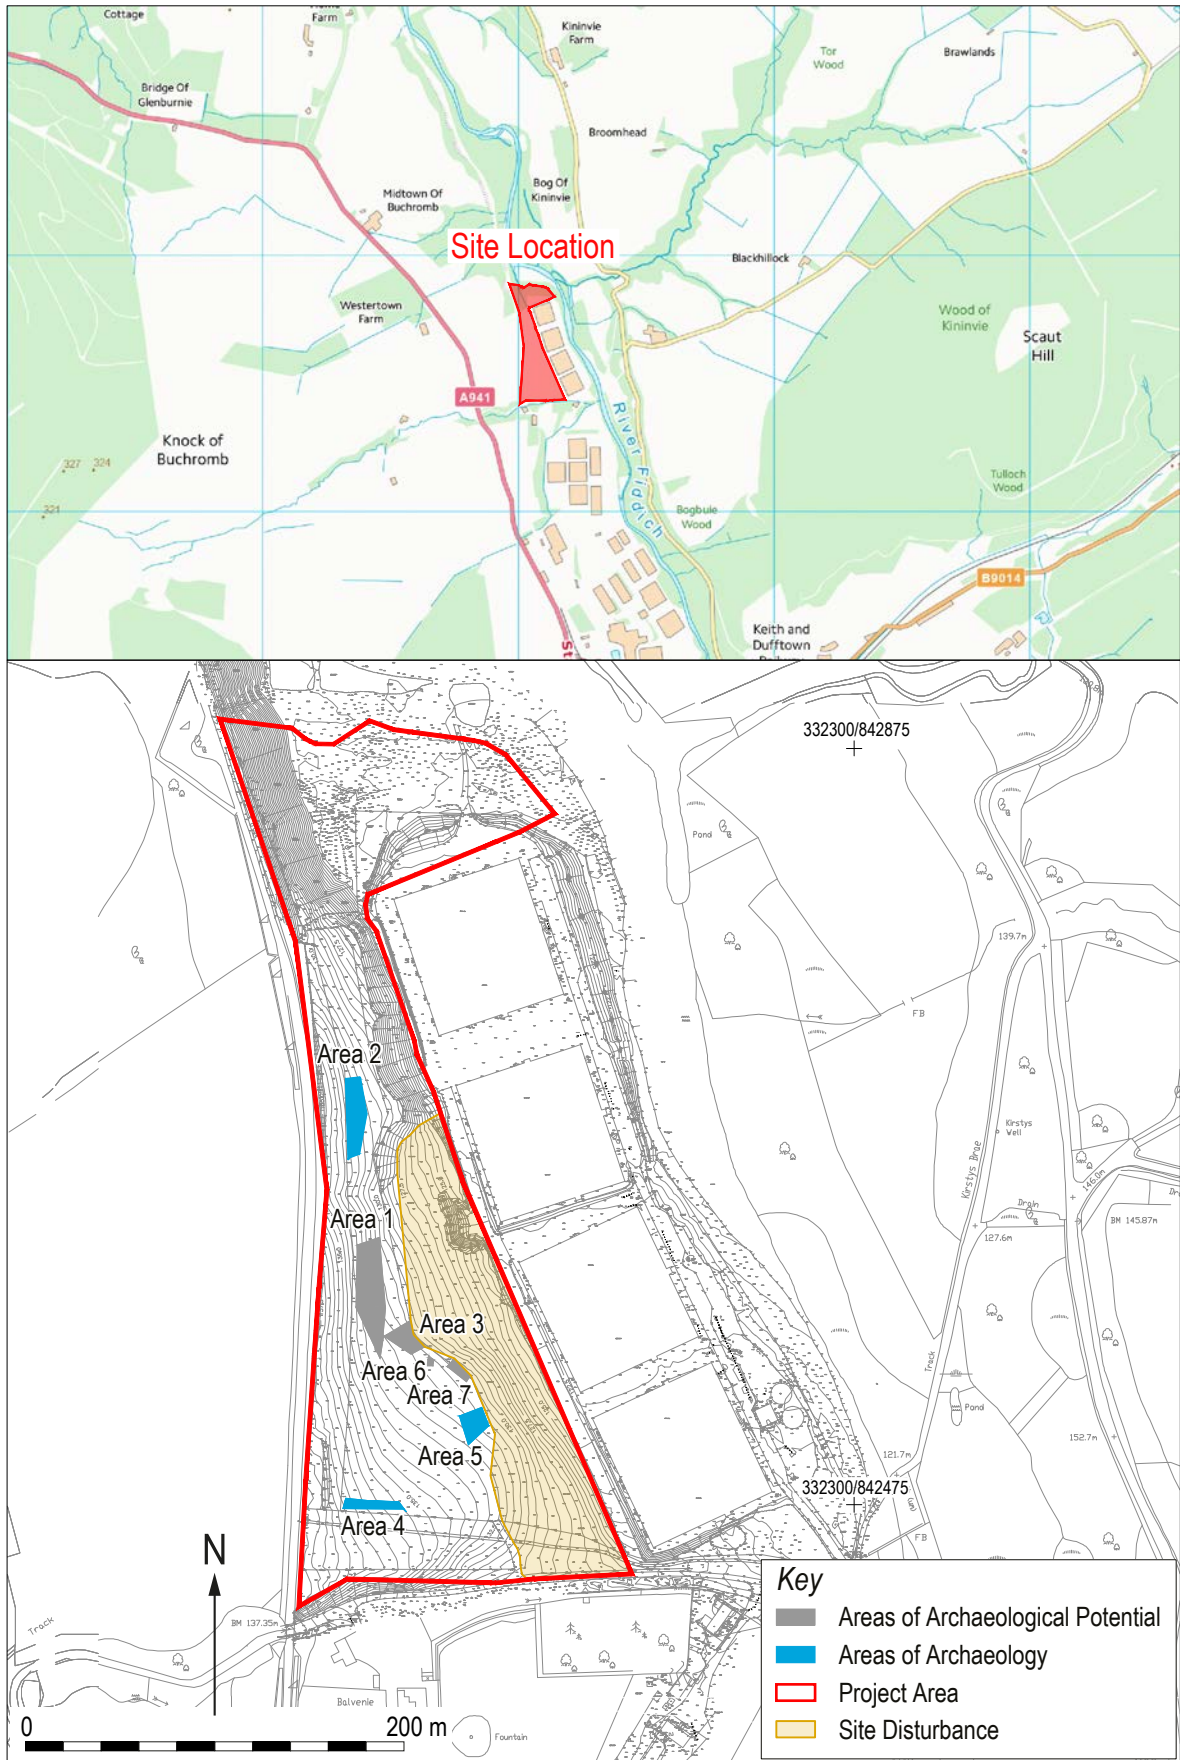 Cottage
Farm
Kininvie
Farm
Tor
Wood
Brawlands
Bridge Of
Glenburnie
Broomhead
Midtown Of
Buchromb
Bog Of
Kininvie
Site Location
Blackhillock
Westertown
Farm
Wood of
Kininvie
Scaut
Hill
A941
River Fiddich
Knock of
Buchromb
327
324
321
Tulloch
Wood
Bogbuie
Wood
B9014
Keith and
Dufftown
St
332300/842875
Pond
139.7m
FB
Area 2
Kirstys
Well
Kirstys Brae
Drain
146.0m
BM 145.87m
127.6m
Area 1
Area 3
Area 6
Area 7
Track
Pond
152.7m
Area 5
121.7m
332300/842475
Area 4
FB
N
BM 137.35m
Track
Balvenie
Fountain
0
200 m
Key
Areas of Archaeological Potential
Areas of Archaeology
Project Area
Site Disturbance